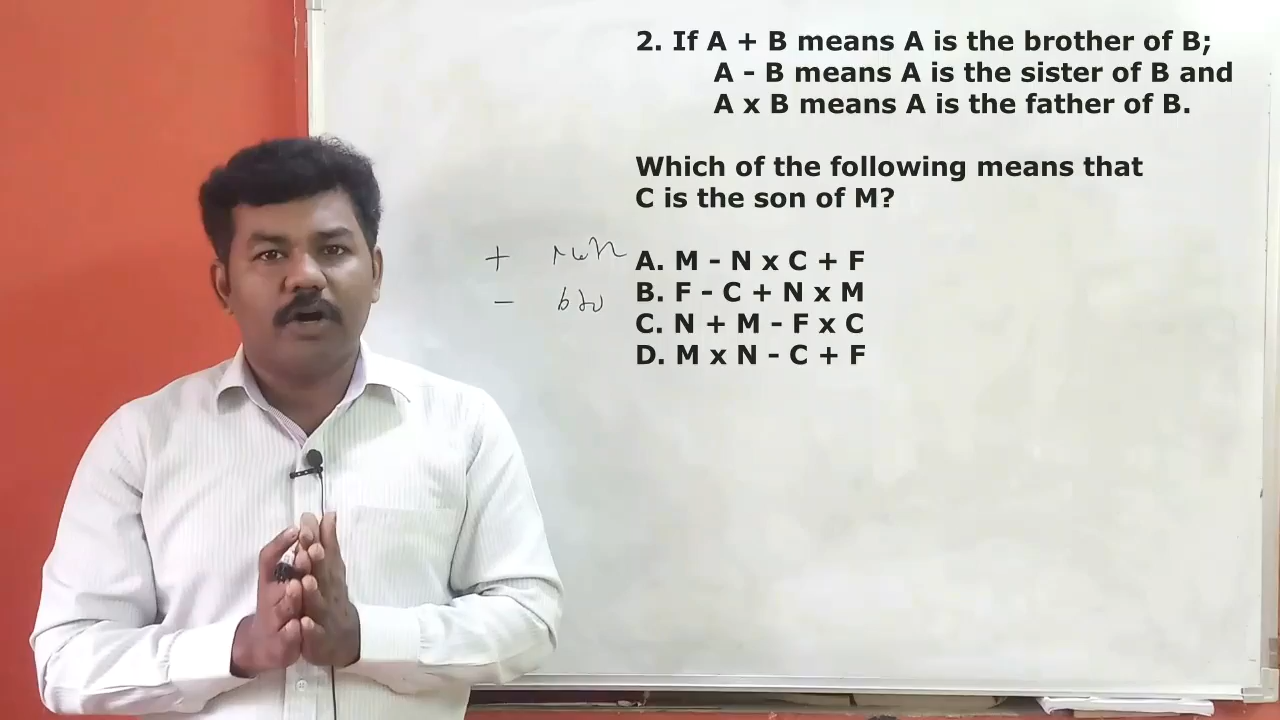 2. If A + B means A is the brother of B;
A - B means A is the sister of B and
A x B means A is the father of B.
Which of the following means that
C is the son of M?
+
-
A. M - N x C + F
B. F - C + N x M
C. N + M - F x C
D. M x N - C + F